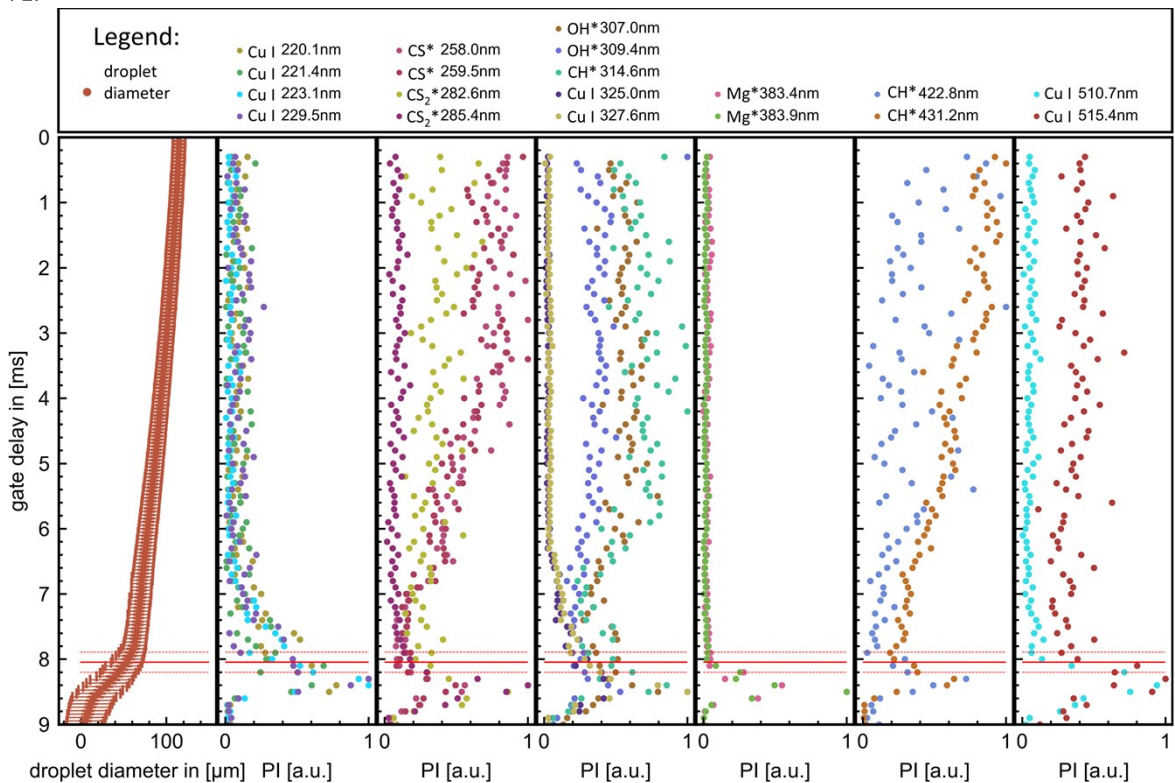 Legend:
droplet
diameter
Cu I 220.1nm
Cu I 221.4nm
Cu I 223.1nm
Cu I 229.5nm
CS* 258.0nm
CS* 259.5nm
CS₂* 282.6nm
CS₂* 285.4nm
OH* 307.0nm
OH* 309.4nm
CH* 314.6nm
Cu I 325.0nm
Cu I 327.6nm
Mg* 383.4nm
Mg* 383.9nm
CH* 422.8nm
CH* 431.2nm
Cu I 510.7nm
Cu I 515.4nm
gate delay in [ms]
0
1
2
3
4
5
6
7
8
9
0 100 0 1 0 1 0 1 0 1 0 1 0 1
droplet diameter in [µm] PI [a.u.] PI [a.u.] PI [a.u.] PI [a.u.] PI [a.u.] PI [a.u.]